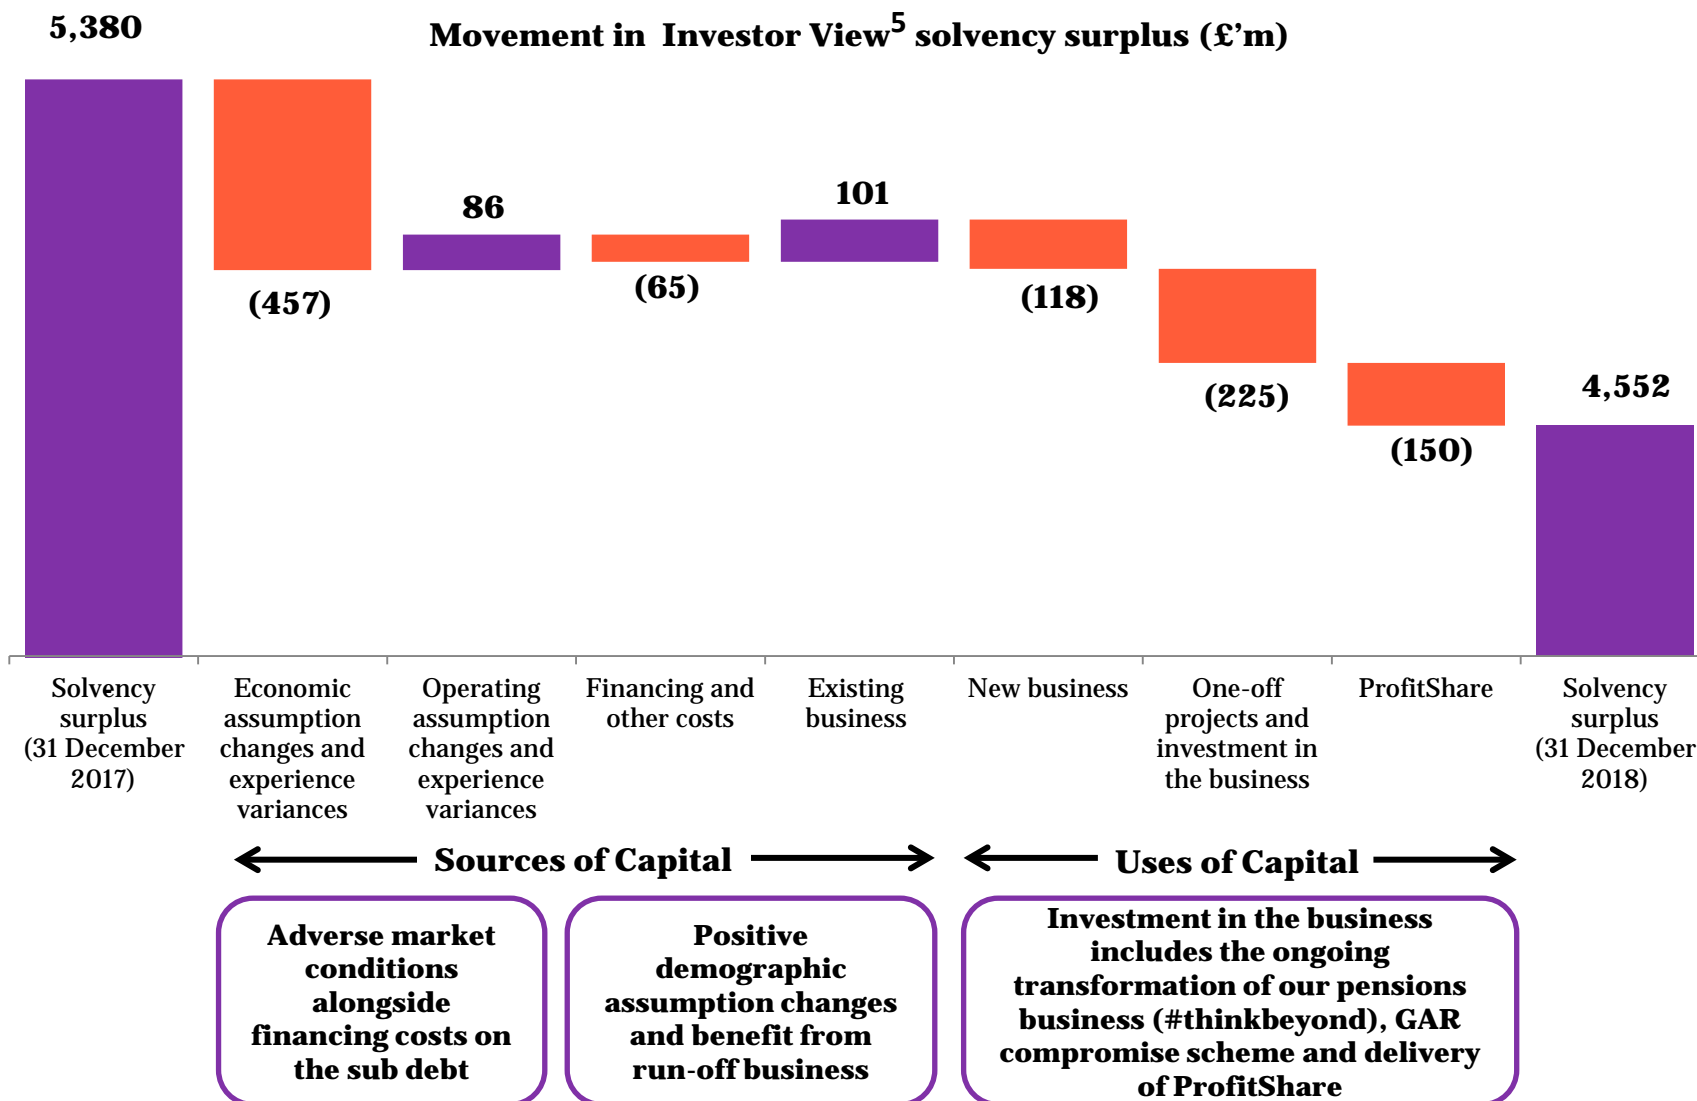 5,380
Movement in Investor View5 solvency surplus (£'m)
86
101
(457)
(65)
(118)
(225)
(150)
4,552
Solvency
surplus
(31 December
2017)
Economic
assumption
changes and
experience
variances
Operating
assumption
changes and
experience
variances
Financing and
other costs
Existing
business
New business
One-off
projects and
investment in
the business
ProfitShare
Solvency
surplus
(31 December
2018)
Sources of Capital
Uses of Capital
Adverse market
conditions
alongside
financing costs on
the sub debt
Positive
demographic
assumption changes
and benefit from
run-off business
Investment in the business
includes the ongoing
transformation of our pensions
business (#thinkbeyond), GAR
compromise scheme and delivery
of ProfitShare